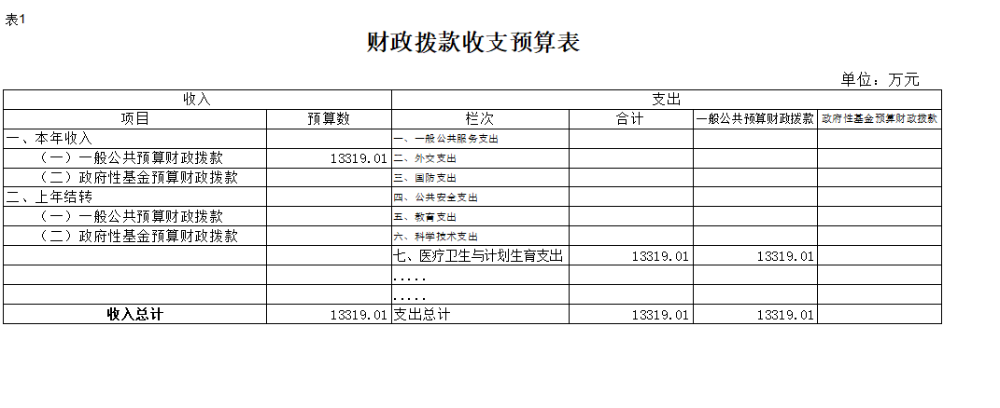 表1
财政拨款收支预算表
单位：万元
收入 支出
项目 预算数 栏次 合计 一般公共预算财政拨款 政府性基金预算财政拨款
一、本年收入 一、一般公共服务支出
（一）一般公共预算财政拨款 13319.01 二、外交支出
（二）政府性基金预算财政拨款 三、国防支出
二、上年结转 四、公共安全支出
（一）一般公共预算财政拨款 五、教育支出
（二）政府性基金预算财政拨款 六、科学技术支出
七、医疗卫生与计划生育支出 13319.01 13319.01
.....
.....
收入总计 13319.01 支出总计 13319.01 13319.01